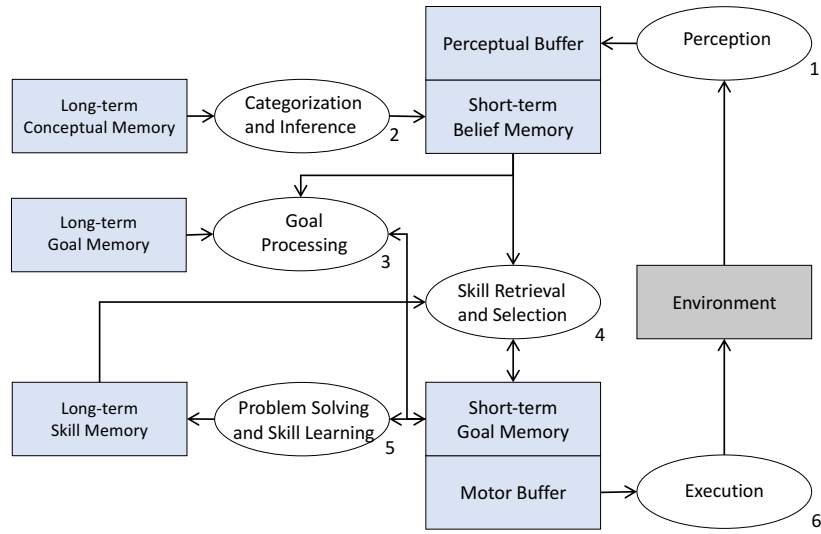 Perceptual Buffer
Perception
1
Long-term
Conceptual Memory
Categorization
and Inference
2
Short-term
Belief Memory
Long-term
Goal Memory
Goal
Processing
3
Skill Retrieval
and Selection
4
Environment
Long-term
Skill Memory
Problem Solving
and Skill Learning
5
Short-term
Goal Memory
Motor Buffer
Execution
6